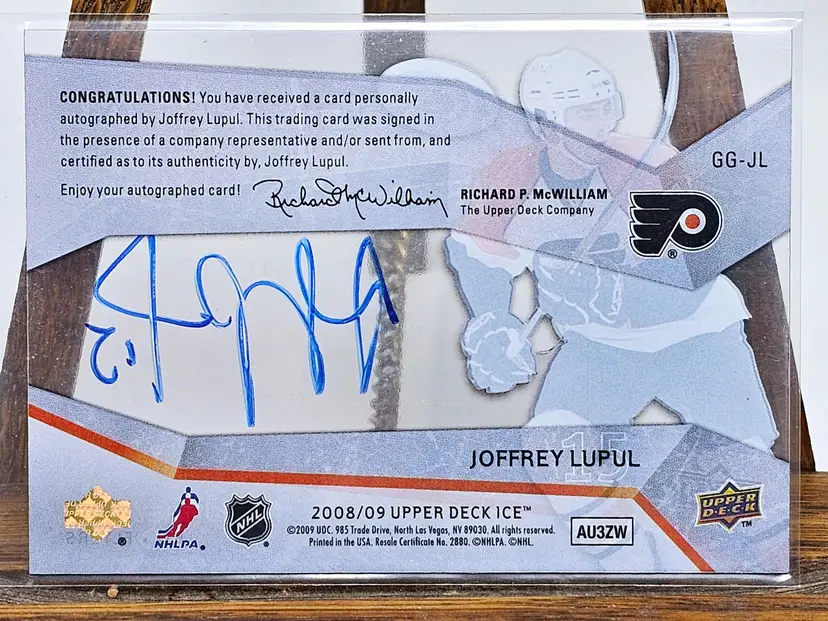 CONGRATULATIONS! You have received a card personally
autographed by Joffrey Lupul. This trading card was signed in
the presence of a company representative and/or sent from, and
certified as to its authenticity by, Joffrey Lupul.
Enjoy your autographed card! Richard P. McWilliam RICHARD P. McWILLIAM
The Upper Deck Company
GG-JL
®
15
JOFFREY LUPUL
NHLPA®
NHL
2008/09 UPPER DECK ICE™
©2009 UDC. 985 Trade Drive, North Las Vegas, NV 89030. All rights reserved.
Printed in the USA. Resale Certificate No. 2880. ©NHLPA. ©NHL.
AU3ZW
UPPER
DECK
™